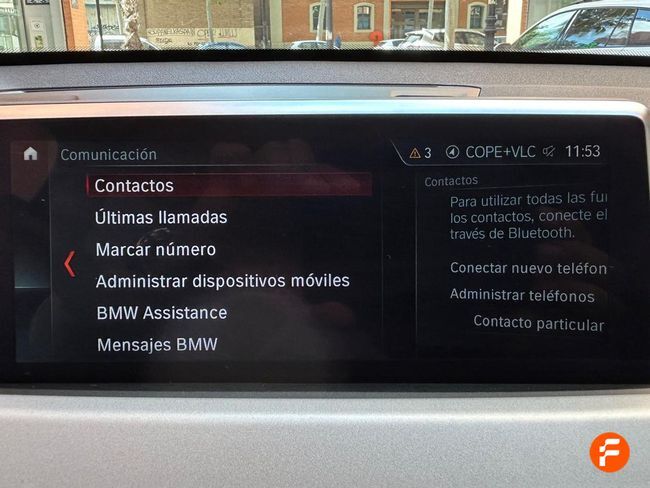 Comunicación
3 COPE+VLC 11:53
Contactos
Últimas llamadas
Marcar número
Administrar dispositivos móviles
BMW Assistance
Mensajes BMW
Contactos
Para utilizar todas las fu
los contactos, conecte el
través de Bluetooth.
Conectar nuevo teléfon
Administrar teléfonos
Contacto particular